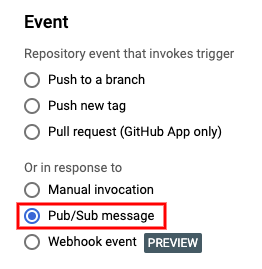 Event
Repository event that invokes trigger
Push to a branch
Push new tag
Pull request (GitHub App only)
Or in response to
Manual invocation
Pub/Sub message
Webhook event PREVIEW